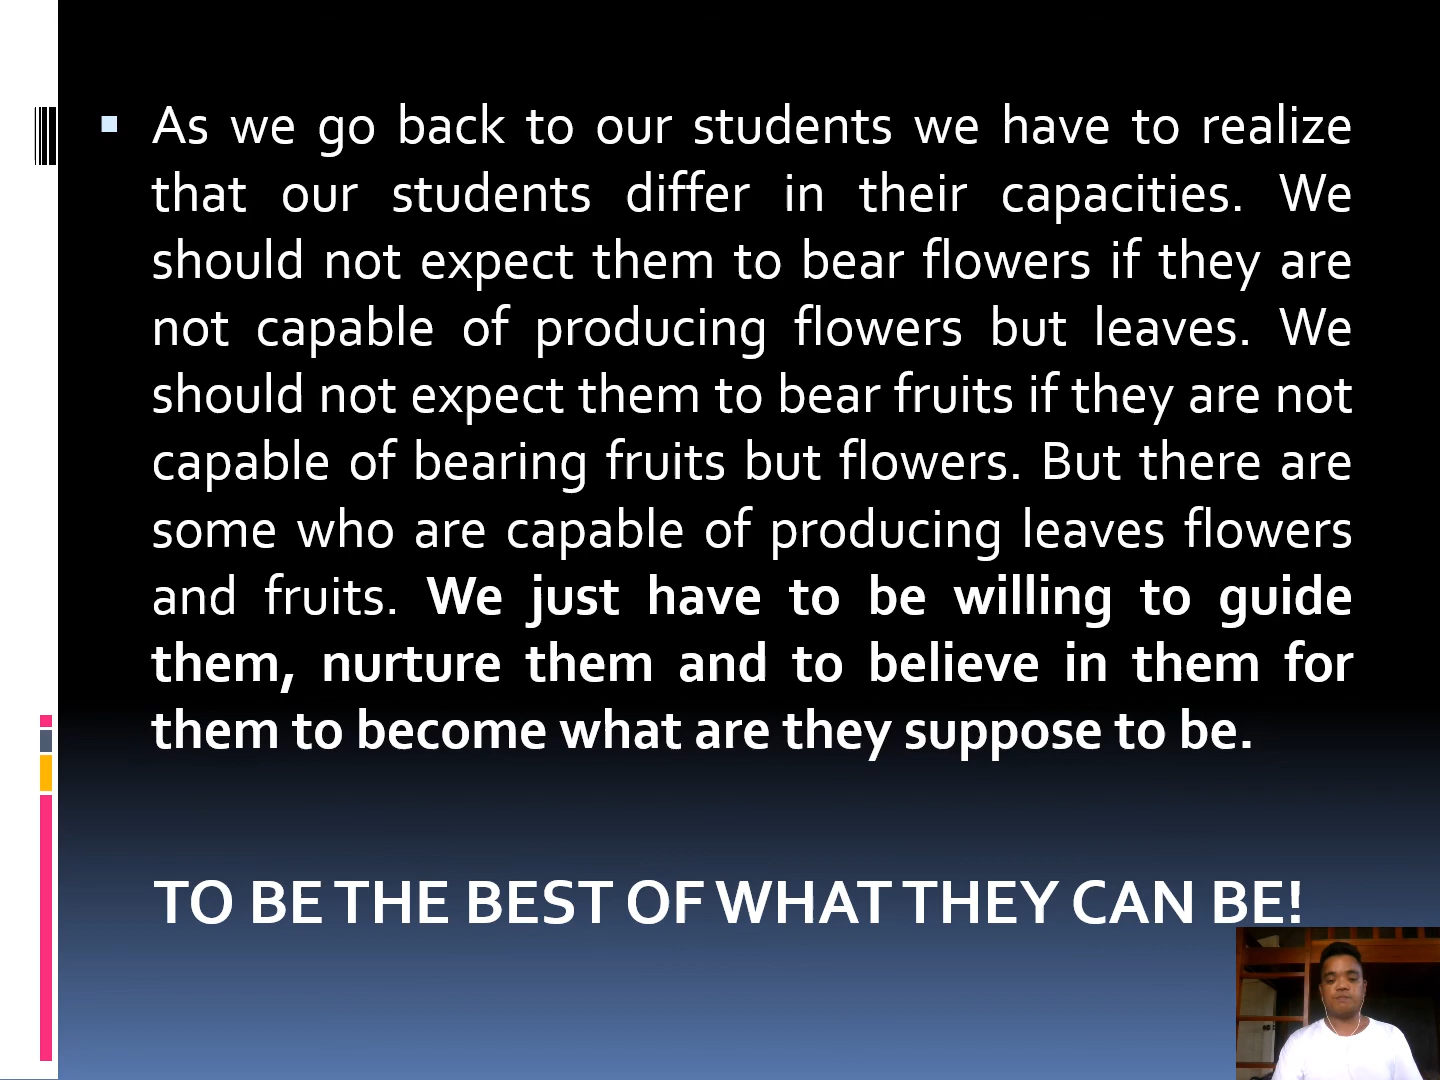 As we go back to our students we have to realize
that our students differ in their capacities. We
should not expect them to bear flowers if they are
not capable of producing flowers but leaves. We
should not expect them to bear fruits if they are not
capable of bearing fruits but flowers. But there are
some who are capable of producing leaves flowers
and fruits. We just have to be willing to guide
them, nurture them and to believe in them for
them to become what are they suppose to be.
TO BE THE BEST OF WHAT THEY CAN BE!